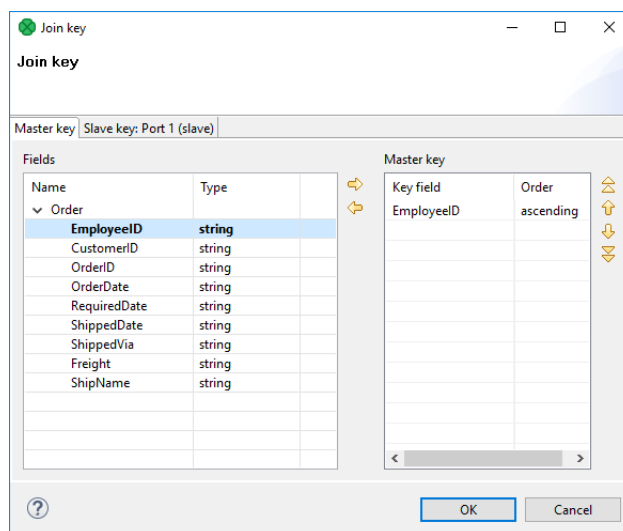 Join key
Join key
Master key Slave key: Port 1 (slave)
Fields
Name Type
Order
EmployeeID string
CustomerID string
OrderID string
OrderDate string
RequiredDate string
ShippedDate string
ShippedVia string
Freight string
ShipName string
Master key
Key field Order
EmployeeID ascending
OK Cancel